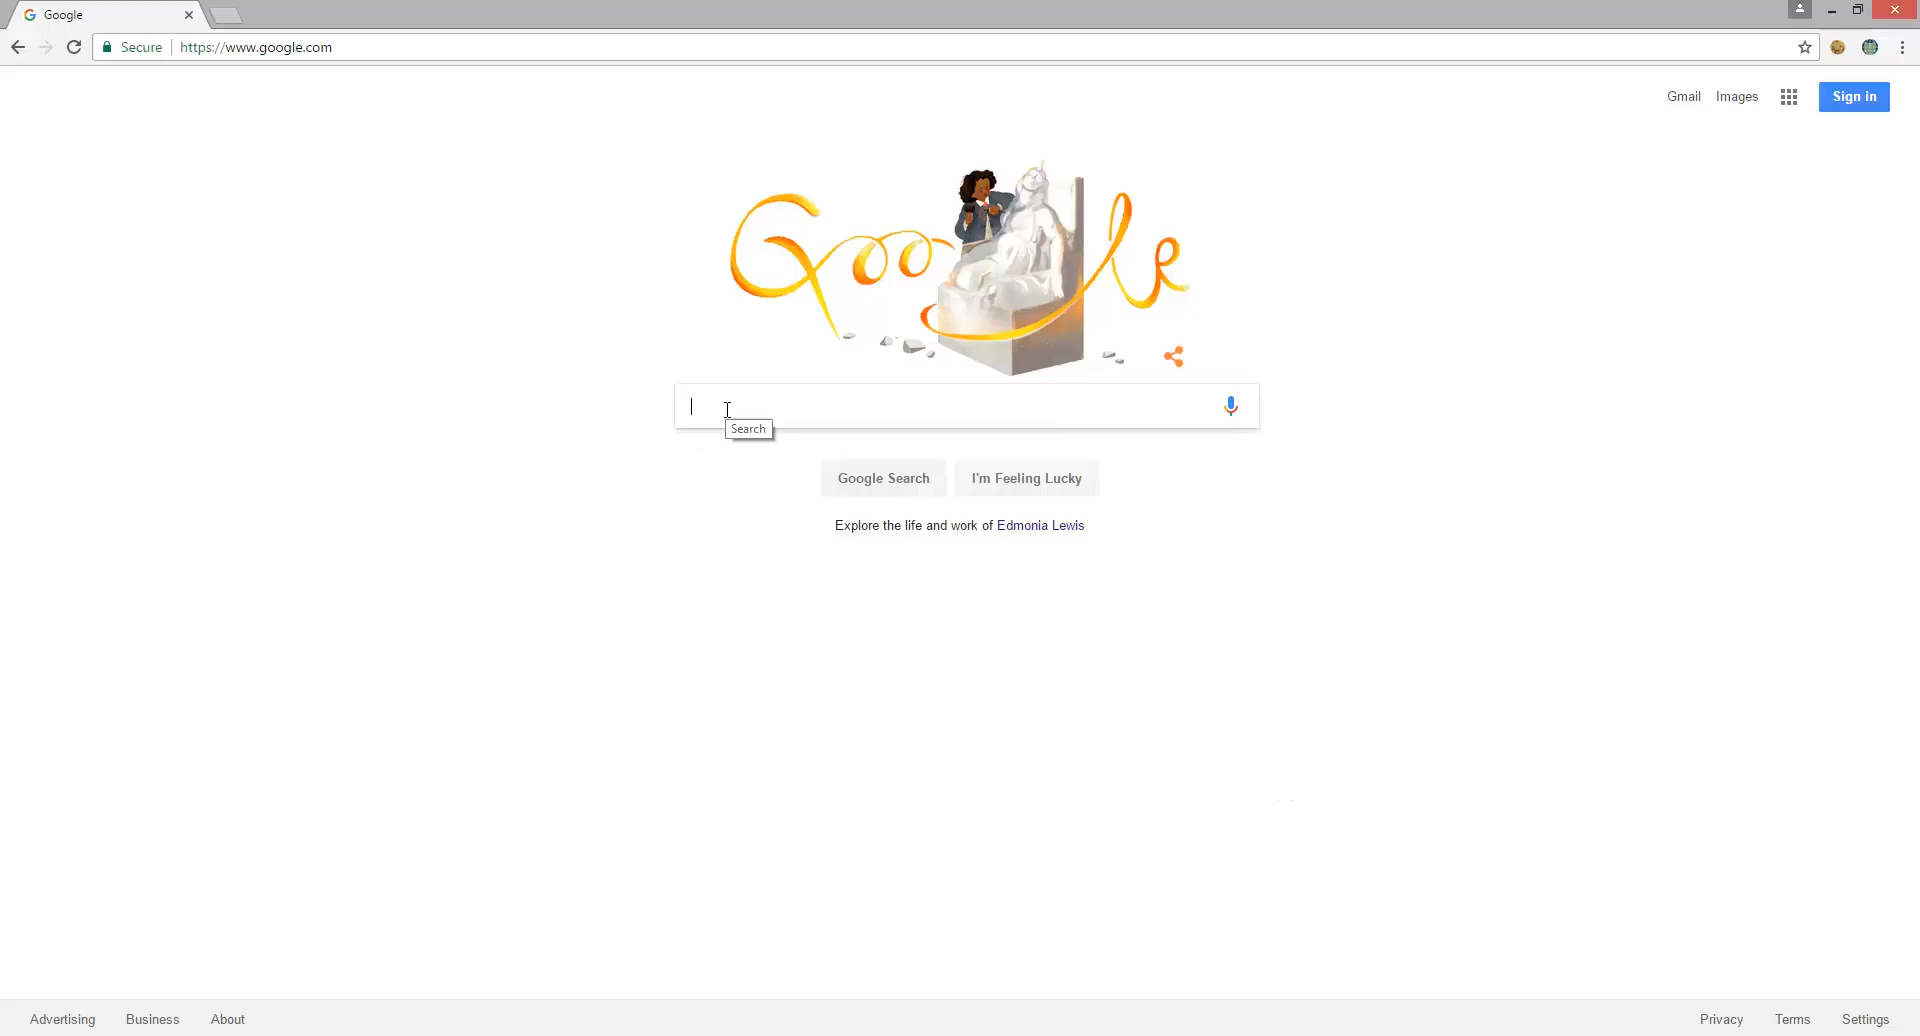 Google
Secure https://www.google.com
Gmail Images Sign in
Google
Search
Google Search I'm Feeling Lucky
Explore the life and work of Edmonia Lewis
Advertising Business About Privacy Terms Settings